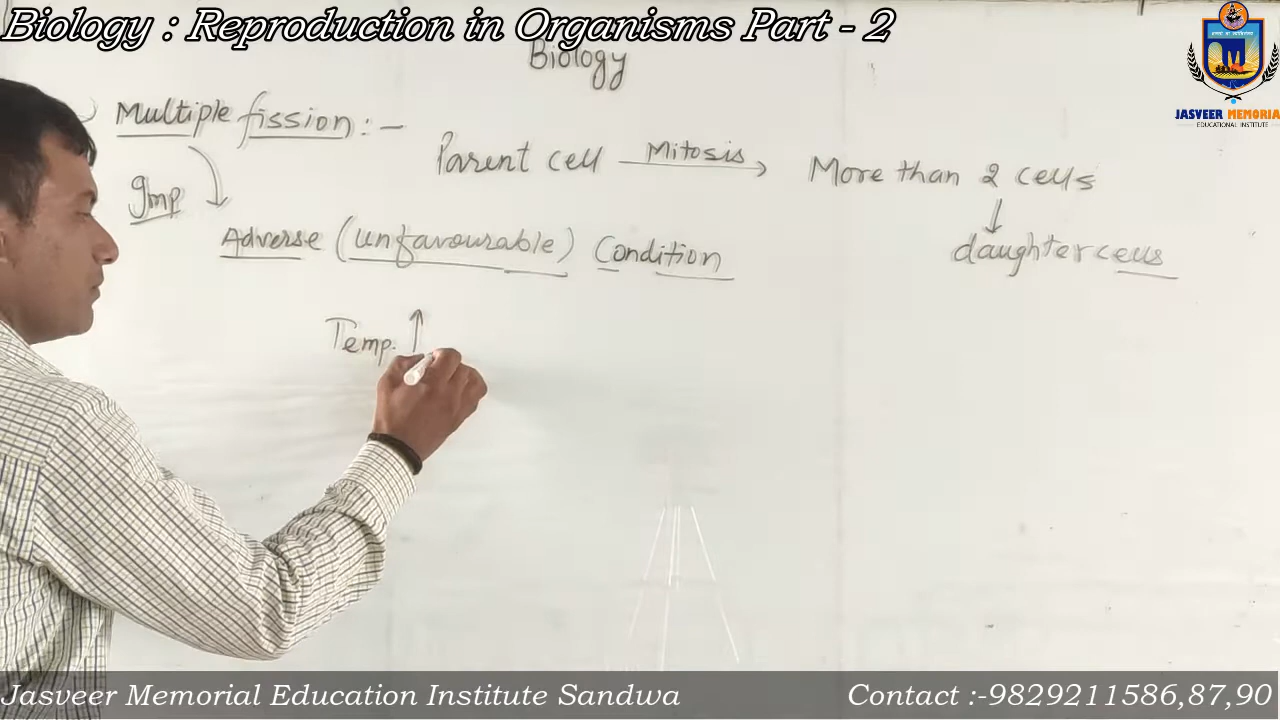 Biology : Reproduction in Organisms Part - 2
Biology
JASVEER MEMORIA
EDUCATIONAL INSTITUTE
Multiple fission : -
Parent cell Mitosis More than 2 cells
Imp
daughter cells
Adverse (unfavourable) Condition
Temp. ↑
Jasveer Memorial Education Institute Sandwa
Contact :-9829211586,87,90